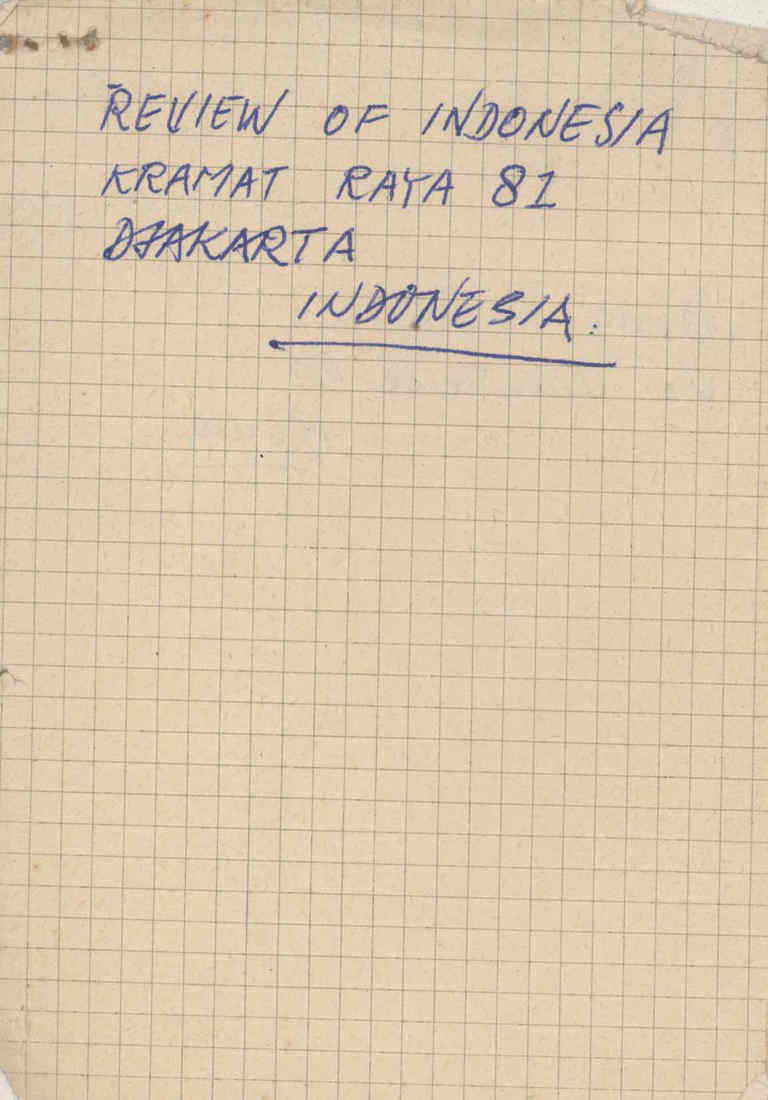 REVIEW OF INDONESIA
KRAMAT RAYA 81
DJAKARTA
INDONESIA.